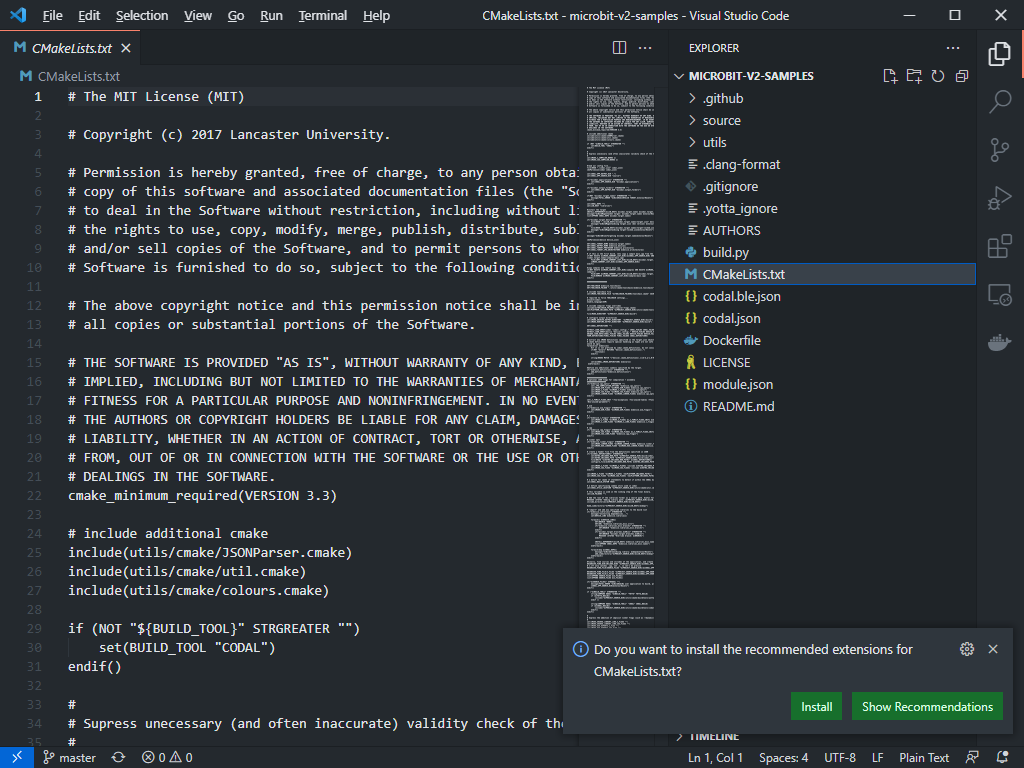 File Edit Selection View Go Run Terminal Help CMakeLists.txt - microbit-v2-samples - Visual Studio Code
CMakeLists.txt
CMakeLists.txt
1 # The MIT License (MIT)
2
3 # Copyright (c) 2017 Lancaster University.
4
5 # Permission is hereby granted, free of charge, to any person obtai
6 # copy of this software and associated documentation files (the "So
7 # to deal in the Software without restriction, including without li
8 # the rights to use, copy, modify, merge, publish, distribute, subl
9 # and/or sell copies of the Software, and to permit persons to whom
10 # Software is furnished to do so, subject to the following conditio
11
12 # The above copyright notice and this permission notice shall be in
13 # all copies or substantial portions of the Software.
14
15 # THE SOFTWARE IS PROVIDED "AS IS", WITHOUT WARRANTY OF ANY KIND,
16 # IMPLIED, INCLUDING BUT NOT LIMITED TO THE WARRANTIES OF MERCHANTA
17 # FITNESS FOR A PARTICULAR PURPOSE AND NONINFRINGEMENT. IN NO EVENT
18 # THE AUTHORS OR COPYRIGHT HOLDERS BE LIABLE FOR ANY CLAIM, DAMAGES
19 # LIABILITY, WHETHER IN AN ACTION OF CONTRACT, TORT OR OTHERWISE, A
20 # FROM, OUT OF OR IN CONNECTION WITH THE SOFTWARE OR THE USE OR OTH
21 # DEALINGS IN THE SOFTWARE.
22 cmake_minimum_required(VERSION 3.3)
23
24 # include additional cmake
25 include(utils/cmake/JSONParser.cmake)
26 include(utils/cmake/util.cmake)
27 include(utils/cmake/colours.cmake)
28
29 if (NOT "${BUILD_TOOL}" STRGREATER "")
30 set(BUILD_TOOL "CODAL")
31 endif()
32
33 #
34 # Supress unecessary (and often inaccurate) validity check of the
35 #
EXPLORER
MICROBIT-V2-SAMPLES
.github
source
utils
.clang-format
.gitignore
.yotta_ignore
AUTHORS
build.py
CMakeLists.txt
codal.ble.json
codal.json
Dockerfile
LICENSE
module.json
README.md
Do you want to install the recommended extensions for
CMakeLists.txt?
Install Show Recommendations
TIMELINE
master 0 0 Ln 1, Col 1 Spaces: 4 UTF-8 LF Plain Text